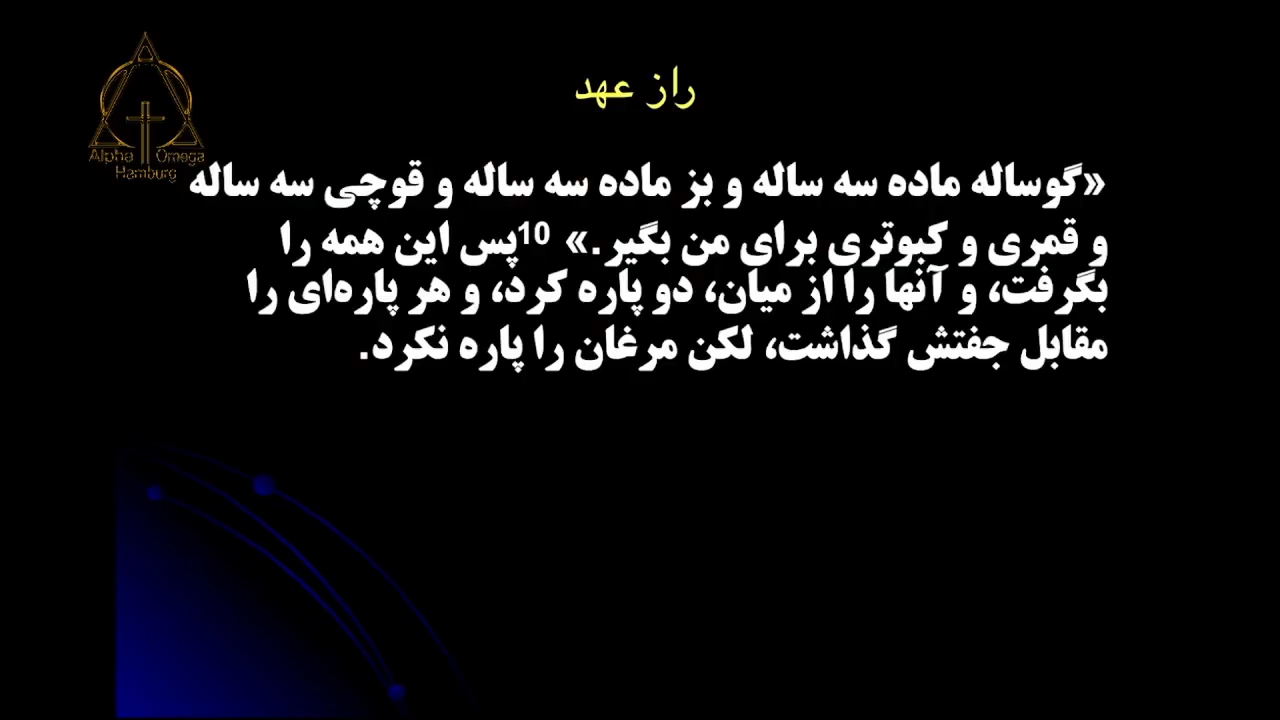 راز عهد
Alpha Omega
Hamburg
«گوساله ماده سه ساله و بز ماده سه ساله و قوچی سه ساله
و قمری و کبوتری برای من بگیر.» 10پس این همه را
بگرفت، و آنها را از میان، دو پاره کرد، و هر پاره‌ای را
مقابل جفتش گذاشت، لکن مرغان را پاره نکرد.